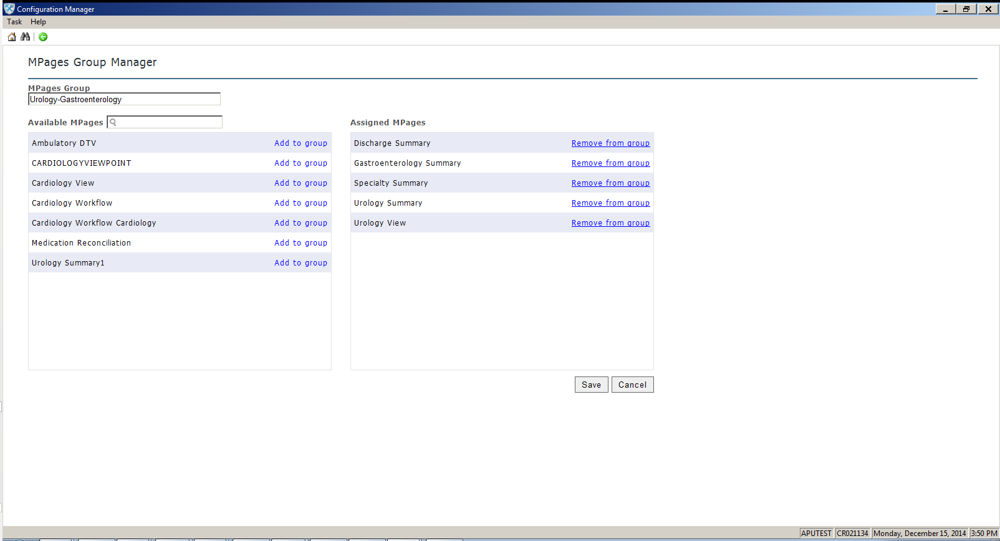 Configuration Manager
Task Help
MPages Group Manager
MPages Group
Urology-Gastroenterology
Available MPages
Ambulatory DTV Add to group
CARDIOLOGYVIEWPOINT Add to group
Cardiology View Add to group
Cardiology Workflow Add to group
Cardiology Workflow Cardiology Add to group
Medication Reconciliation Add to group
Urology Summary1 Add to group
Assigned MPages
Discharge Summary Remove from group
Gastroenterology Summary Remove from group
Specialty Summary Remove from group
Urology Summary Remove from group
Urology View Remove from group
Save Cancel
APUTEST CR021134 Monday, December 15, 2014 3:50 PM